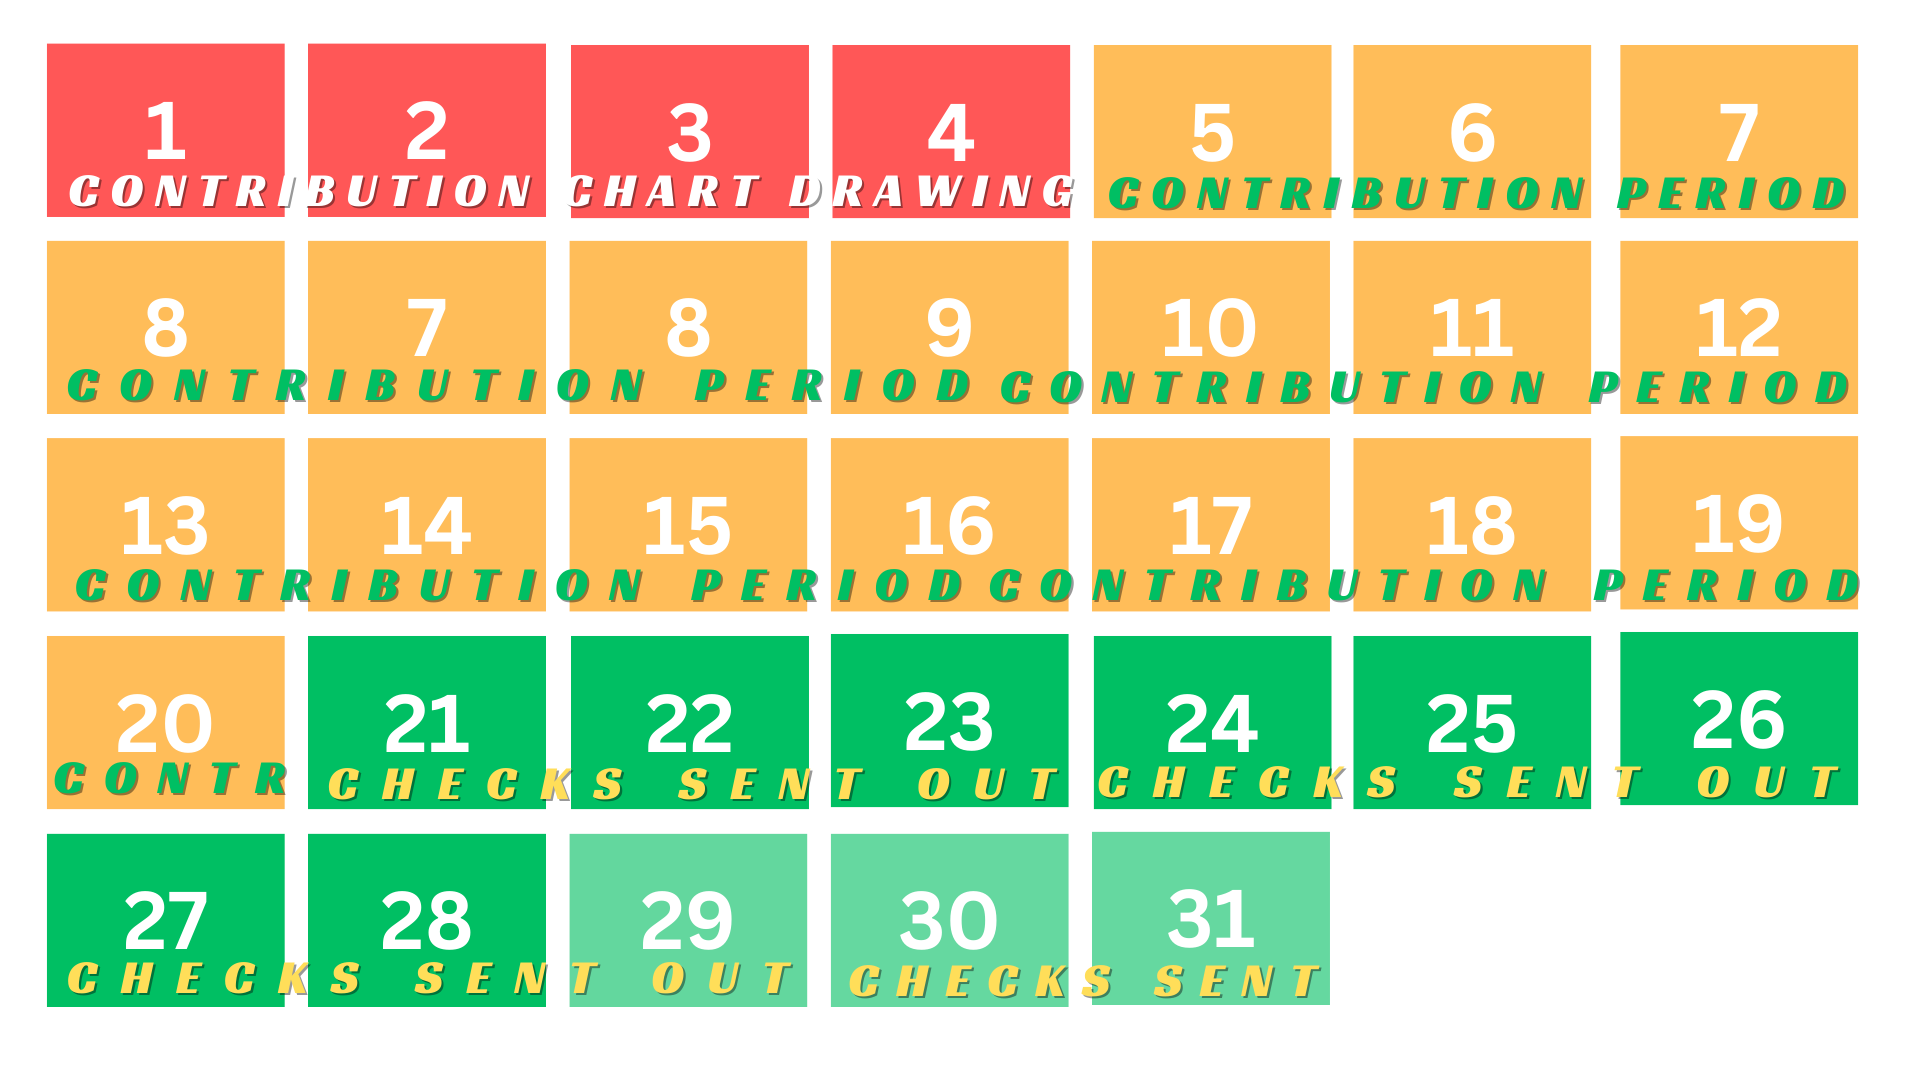 1 2 3 4 5 6 7
CONTRIBUTION CHART DRAWING CONTRIBUTION PERIOD
8 7 8 9 10 11 12
CONTRIBUTION PERIOD CONTRIBUTION PERIOD
13 14 15 16 17 18 19
CONTRIBUTION PERIOD CONTRIBUTION PERIOD
20 21 22 23 24 25 26
CONTR CHECKS SENT OUT CHECKS SENT OUT
27 28 29 30 31
CHECKS SENT OUT CHECKS SENT